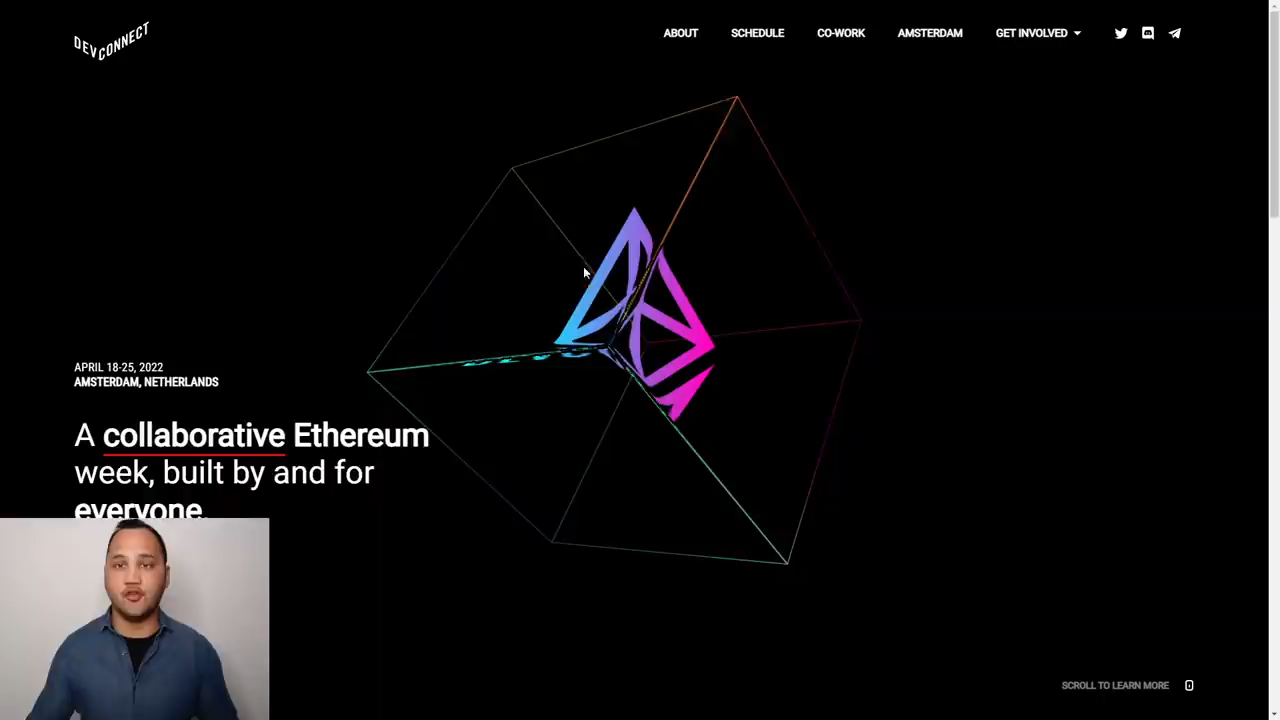 DEVCONNECT
ABOUT
SCHEDULE
CO-WORK
AMSTERDAM
GET INVOLVED
APRIL 18-25, 2022
AMSTERDAM, NETHERLANDS
A collaborative Ethereum
week, built by and for
everyone.
SCROLL TO LEARN MORE